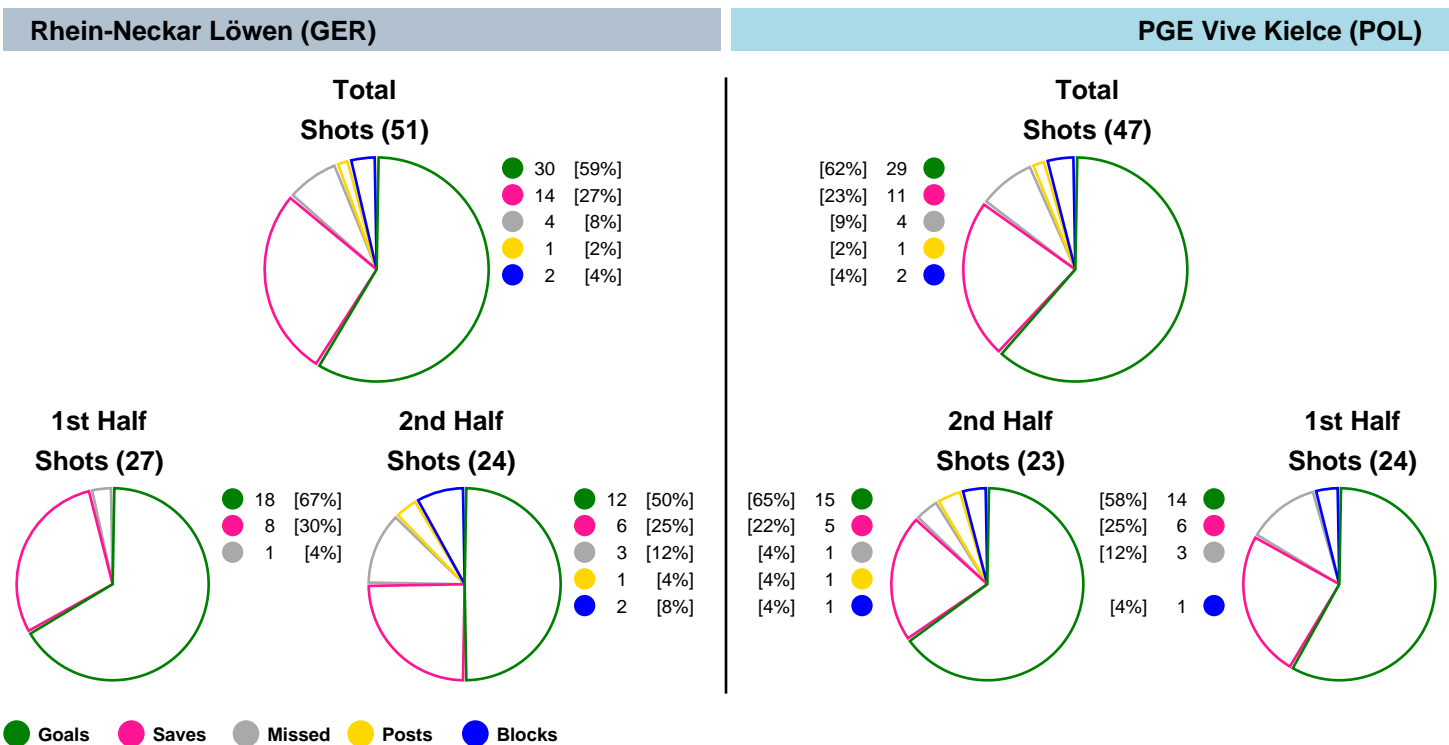 Rhein-Neckar Löwen (GER)
PGE Vive Kielce (POL)
Total
Shots (51)
30 [59%]
14 [27%]
4 [8%]
1 [2%]
2 [4%]
Total
Shots (47)
[62%] 29
[23%] 11
[9%] 4
[2%] 1
[4%] 2
1st Half
Shots (27)
18 [67%]
8 [30%]
1 [4%]
2nd Half
Shots (24)
12 [50%]
6 [25%]
3 [12%]
1 [4%]
2 [8%]
2nd Half
Shots (23)
[65%] 15
[22%] 5
[4%] 1
[4%] 1
[4%] 1
1st Half
Shots (24)
[58%] 14
[25%] 6
[12%] 3
[4%] 1
Goals Saves Missed Posts Blocks